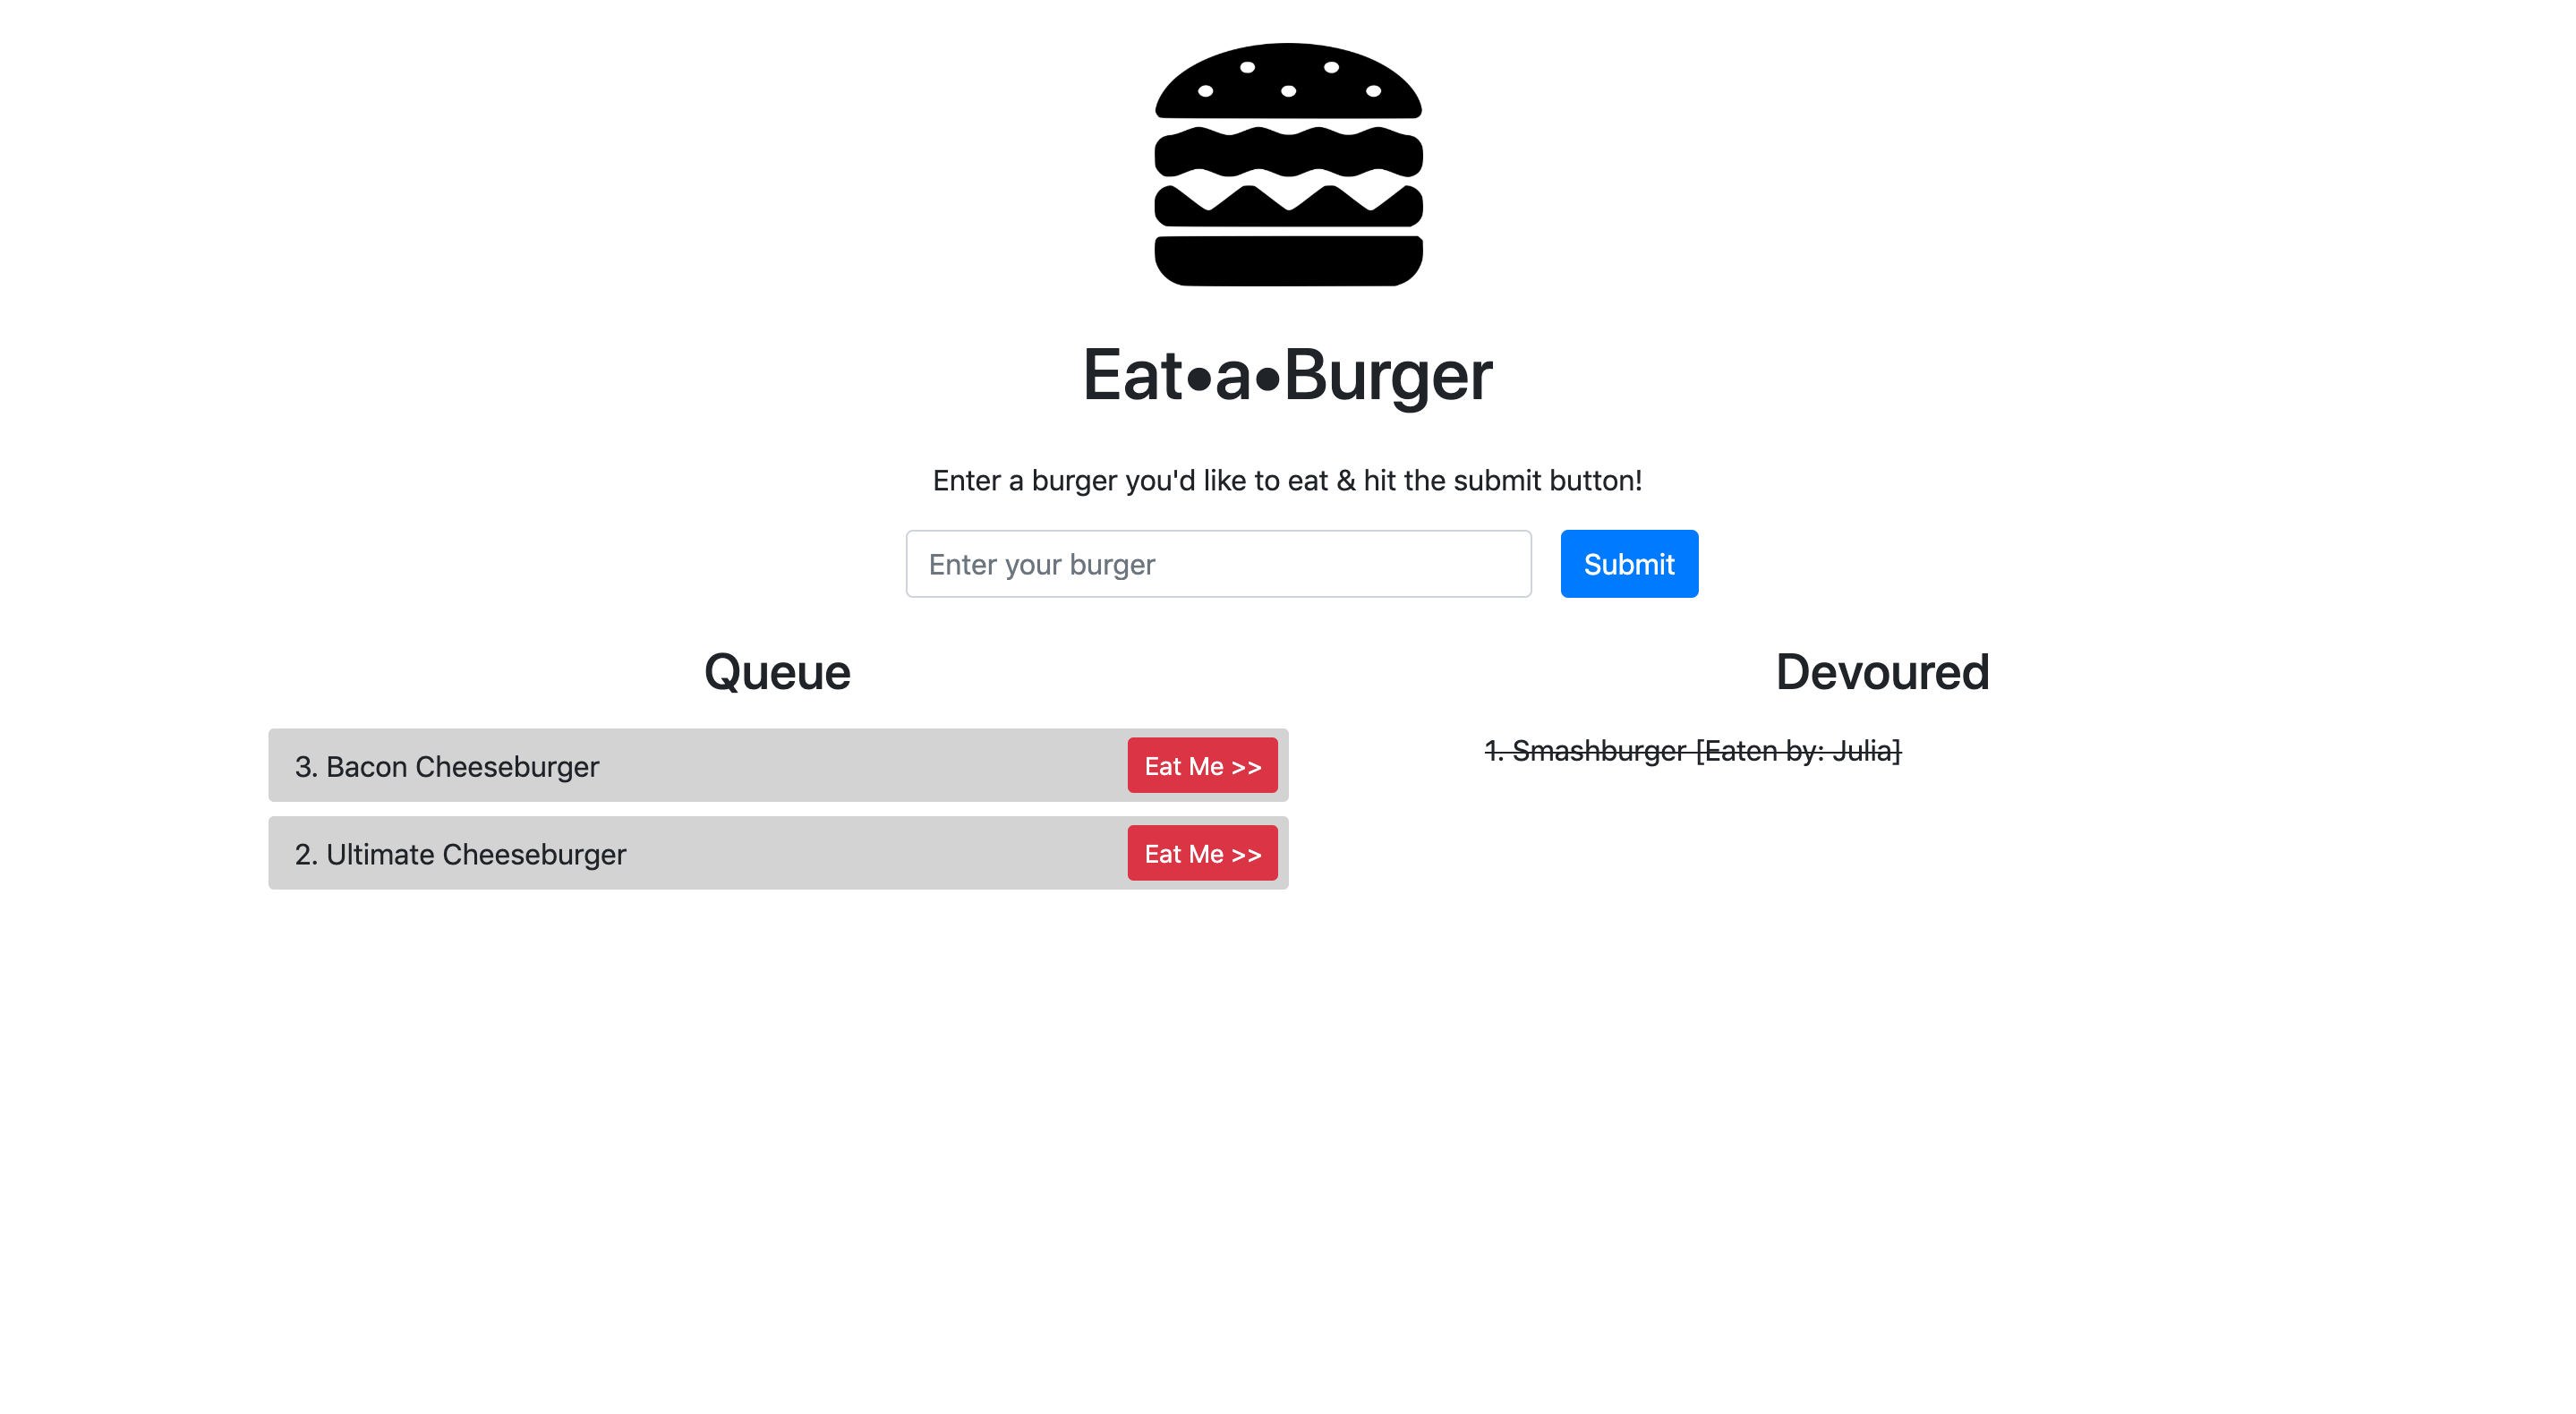 Eat•a•Burger
Enter a burger you'd like to eat & hit the submit button!
Enter your burger
Submit
Queue
3. Bacon Cheeseburger
Eat Me >>
2. Ultimate Cheeseburger
Eat Me >>
Devoured
1. Smashburger [Eaten by: Julia]